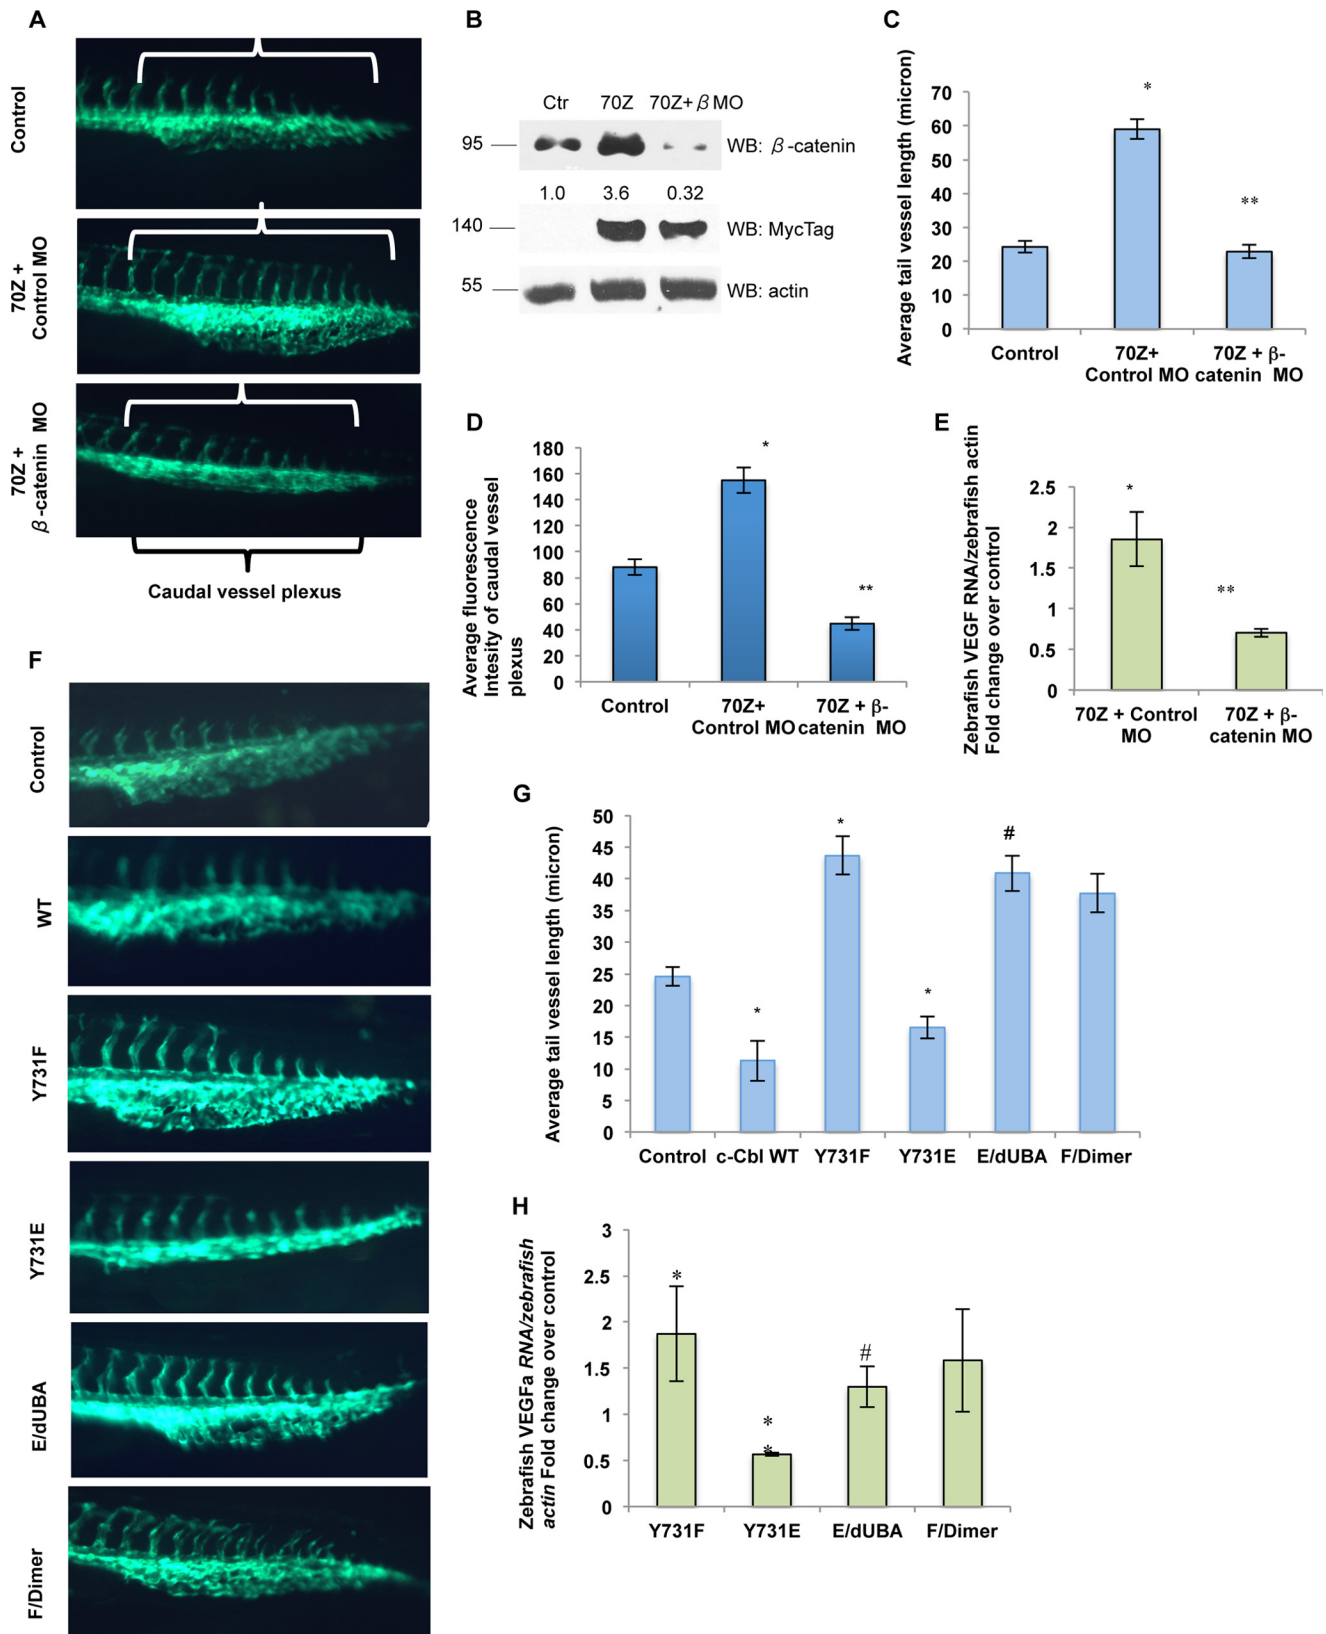 A
Control
70Z +
Control MO
70Z +
β-catenin MO
Caudal vessel plexus
B
Ctr 70Z 70Z+βMO
95 WB: β-catenin
1.0 3.6 0.32
140 WB: MycTag
55 WB: actin
C
Average tail vessel length (micron)
70
60
50
40
30
20
10
0
*
**
Control 70Z+ 70Z + β-
Control MO catenin MO
D
Average fluorescence
Intesity of caudal vessel
plexus
180
160
140
120
100
80
60
40
20
0
*
**
Control 70Z+ 70Z + β-
Control MO catenin MO
E
Zebrafish VEGF RNA/zebrafish actin
Fold change over control
2.5
2
1.5
1
0.5
0
*
**
70Z + Control 70Z + β-
MO catenin MO
F
Control
WT
Y731F
Y731E
E/dUBA
F/Dimer
G
Average tail vessel length (micron)
50
45
40
35
30
25
20
15
10
5
0
*
*
*
#
Control c-Cbl WT Y731F Y731E E/dUBA F/Dimer
H
Zebrafish VEGFa RNA/zebrafish
actin Fold change over control
3
2.5
2
1.5
1
0.5
0
*
*
*
#
Y731F Y731E E/dUBA F/Dimer